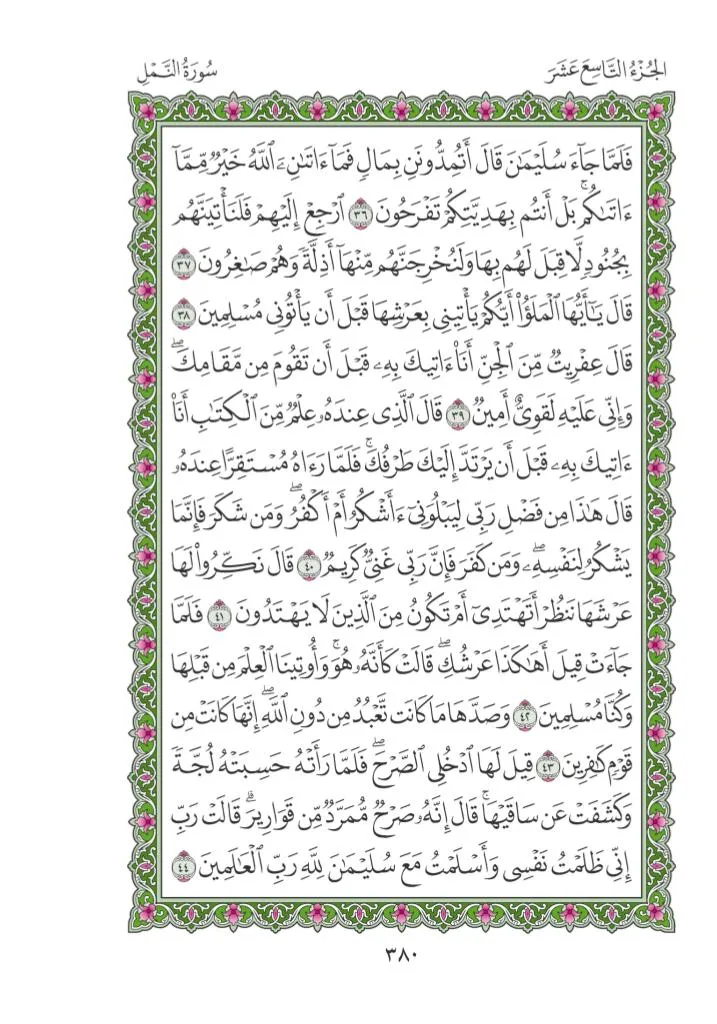 الجُزْءُ التَّاسِعَ عَشَرَ
سُورَةُ النَّمْلِ
فَلَمَّا جَآءَ سُلَيْمَٰنَ قَالَ أَتُمِدُّونَنِ بِمَالٍ فَمَآ ءَاتَىٰنِۦَ ٱللَّهُ خَيْرٌ مِّمَّآ
ءَاتَىٰكُمۚ بَلْ أَنتُم بِهَدِيَّتِكُمْ تَفْرَحُونَ ٣٦ ٱرْجِعْ إِلَيْهِمْ فَلَنَأْتِيَنَّهُم
بِجُنُودٍ لَّا قِبَلَ لَهُم بِهَا وَلَنُخْرِجَنَّهُم مِّنْهَآ أَذِلَّةً وَهُمْ صَٰغِرُونَ ٣٧
قَالَ يَٰٓأَيُّهَا ٱلْمَلَؤُا۟ أَيُّكُمْ يَأْتِينِى بِعَرْشِهَا قَبْلَ أَن يَأْتُونِى مُسْلِمِينَ ٣٨
قَالَ عِفْرِيتٌ مِّنَ ٱلْجِنِّ أَنَا۠ ءَاتِيكَ بِهِۦ قَبْلَ أَن تَقُومَ مِن مَّقَامِكَۖ
وَإِنِّى عَلَيْهِ لَقَوِىٌّ أَمِينٌ ٣٩ قَالَ ٱلَّذِى عِندَهُۥ عِلْمٌ مِّنَ ٱلْكِتَٰبِ أَنَا۠
ءَاتِيكَ بِهِۦ قَبْلَ أَن يَرْتَدَّ إِلَيْكَ طَرْفُكَۚ فَلَمَّا رَءَاهُ مُسْتَقِرًّا عِندَهُۥ
قَالَ هَٰذَا مِن فَضْلِ رَبِّى لِيَبْلُوَنِىٓ ءَأَشْكُرُ أَمْ أَكْفُرُۖ وَمَن شَكَرَ فَإِنَّمَا
يَشْكُرُ لِنَفْسِهِۦۖ وَمَن كَفَرَ فَإِنَّ رَبِّى غَنِىٌّ كَرِيمٌ ٤٠ قَالَ نَكِّرُوا۟ لَهَا
عَرْشَهَا نَنظُرْ أَتَهْتَدِىٓ أَمْ تَكُونُ مِنَ ٱلَّذِينَ لَا يَهْتَدُونَ ٤١ فَلَمَّا
جَآءَتْ قِيلَ أَهَٰكَذَا عَرْشُكِۖ قَالَتْ كَأَنَّهُۥ هُوَۚ وَأُوتِينَا ٱلْعِلْمَ مِن قَبْلِهَا
وَكُنَّا مُسْلِمِينَ ٤٢ وَصَدَّهَا مَا كَانَت تَّعْبُدُ مِن دُونِ ٱللَّهِۖ إِنَّهَا كَانَتْ مِن
قَوْمٍ كَٰفِرِينَ ٤٣ قِيلَ لَهَا ٱدْخُلِى ٱلصَّرْحَۖ فَلَمَّا رَأَتْهُ حَسِبَتْهُ لُجَّةً
وَكَشَفَتْ عَن سَاقَيْهَاۚ قَالَ إِنَّهُۥ صَرْحٌ مُّمَرَّدٌ مِّن قَوَارِيرَۗ قَالَتْ رَبِّ
إِنِّى ظَلَمْتُ نَفْسِى وَأَسْلَمْتُ مَعَ سُلَيْمَٰنَ لِلَّهِ رَبِّ ٱلْعَٰلَمِينَ ٤٤
٣٨٠